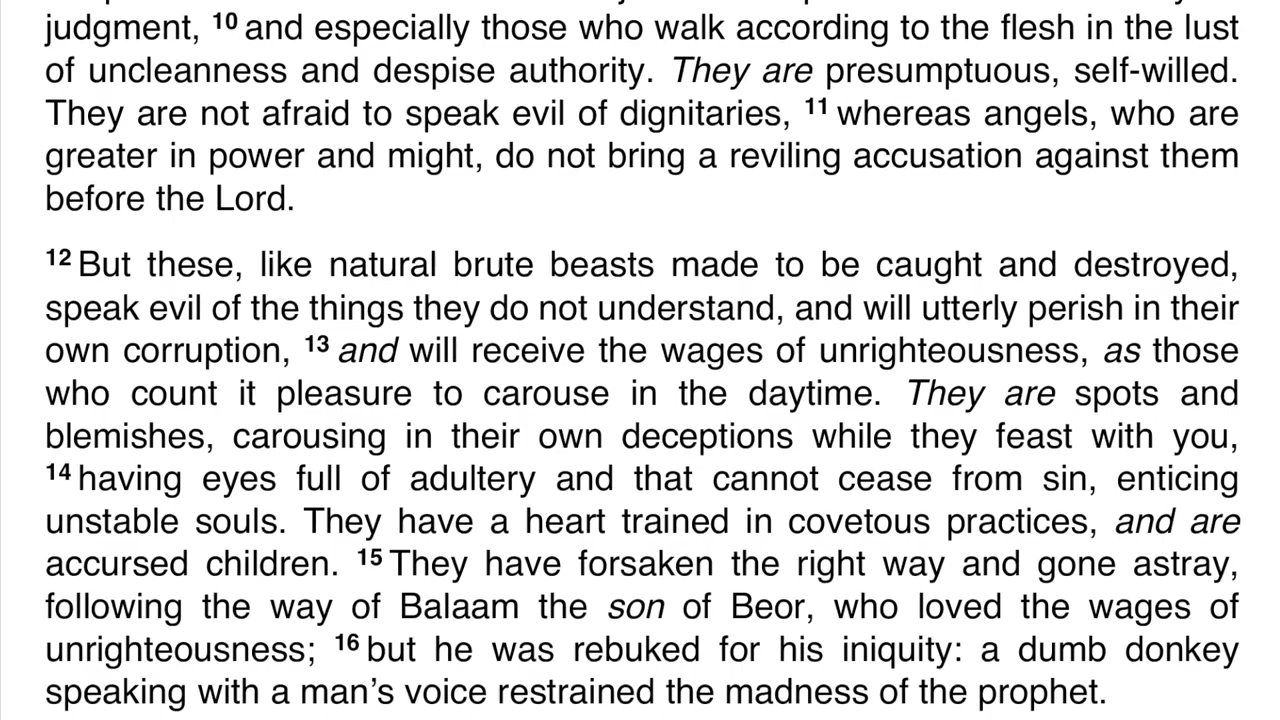 judgment, 10 and especially those who walk according to the flesh in the lust
of uncleanness and despise authority. They are presumptuous, self-willed.
They are not afraid to speak evil of dignitaries, 11 whereas angels, who are
greater in power and might, do not bring a reviling accusation against them
before the Lord.
12 But these, like natural brute beasts made to be caught and destroyed,
speak evil of the things they do not understand, and will utterly perish in their
own corruption, 13 and will receive the wages of unrighteousness, as those
who count it pleasure to carouse in the daytime. They are spots and
blemishes, carousing in their own deceptions while they feast with you,
14 having eyes full of adultery and that cannot cease from sin, enticing
unstable souls. They have a heart trained in covetous practices, and are
accursed children. 15 They have forsaken the right way and gone astray,
following the way of Balaam the son of Beor, who loved the wages of
unrighteousness; 16 but he was rebuked for his iniquity: a dumb donkey
speaking with a man’s voice restrained the madness of the prophet.